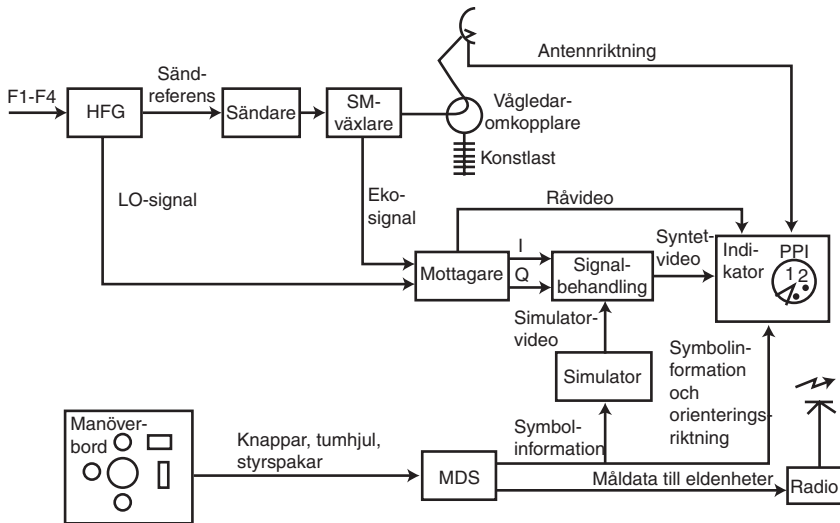 Antennriktning
F1-F4
Sänd-
referens
HFG
Sändare
SM-
växlare
Vågledar-
omkopplare
Konstlast
LO-signal
Eko-
signal
Råvideo
Mottagare
I
Q
Signal-
behandling
Syntet-
video
Indi-
kator
PPI
1 2
Simulator-
video
Simulator
Symbolin-
formation
och
orienterings-
riktning
Manöver-
bord
Knappar, tumhjul,
styrspakar
Symbol-
information
MDS
Måldata till eldenheter
Radio